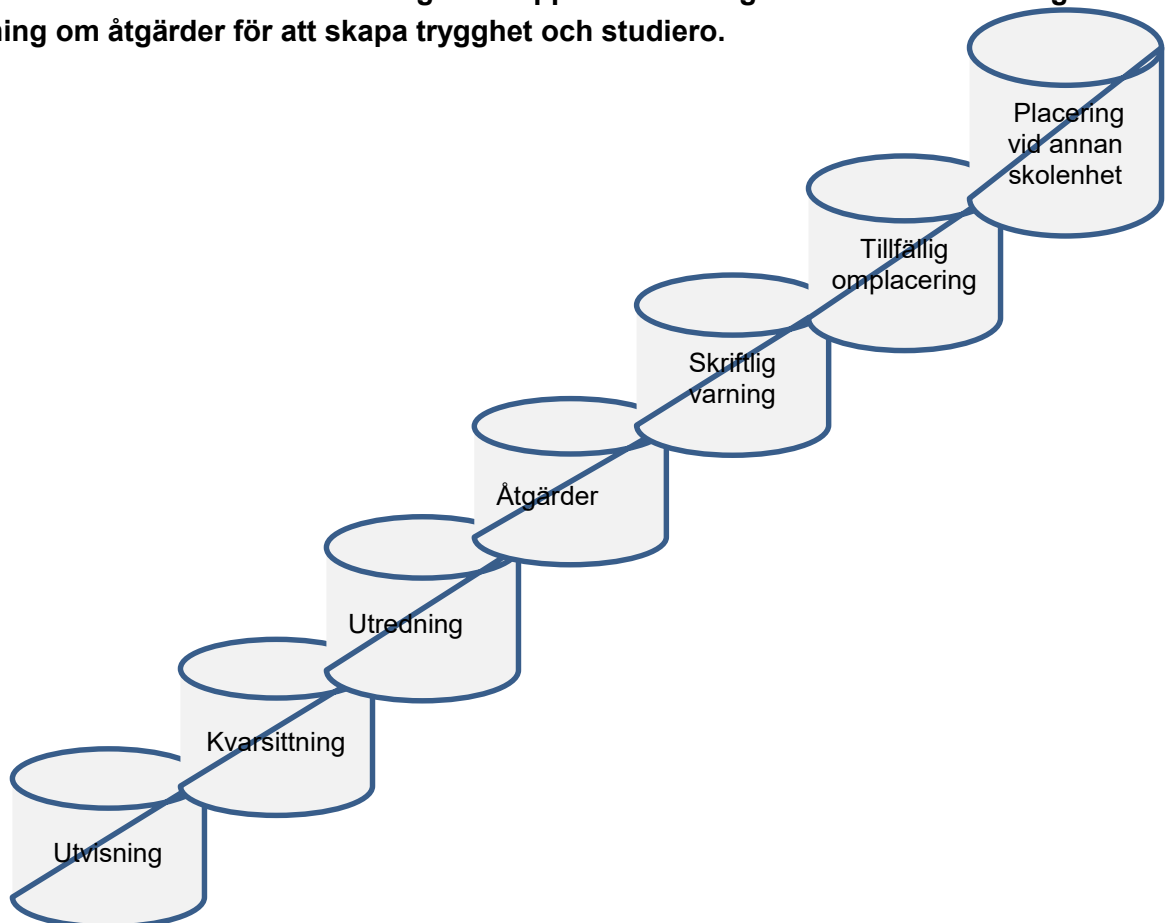 om åtgärder för att skapa trygghet och studiero.
Placering
vid annan
skolenhet
Tillfällig
omplacering
Skriftlig
varning
Åtgärder
Utredning
Kvarsittning
Utvisning